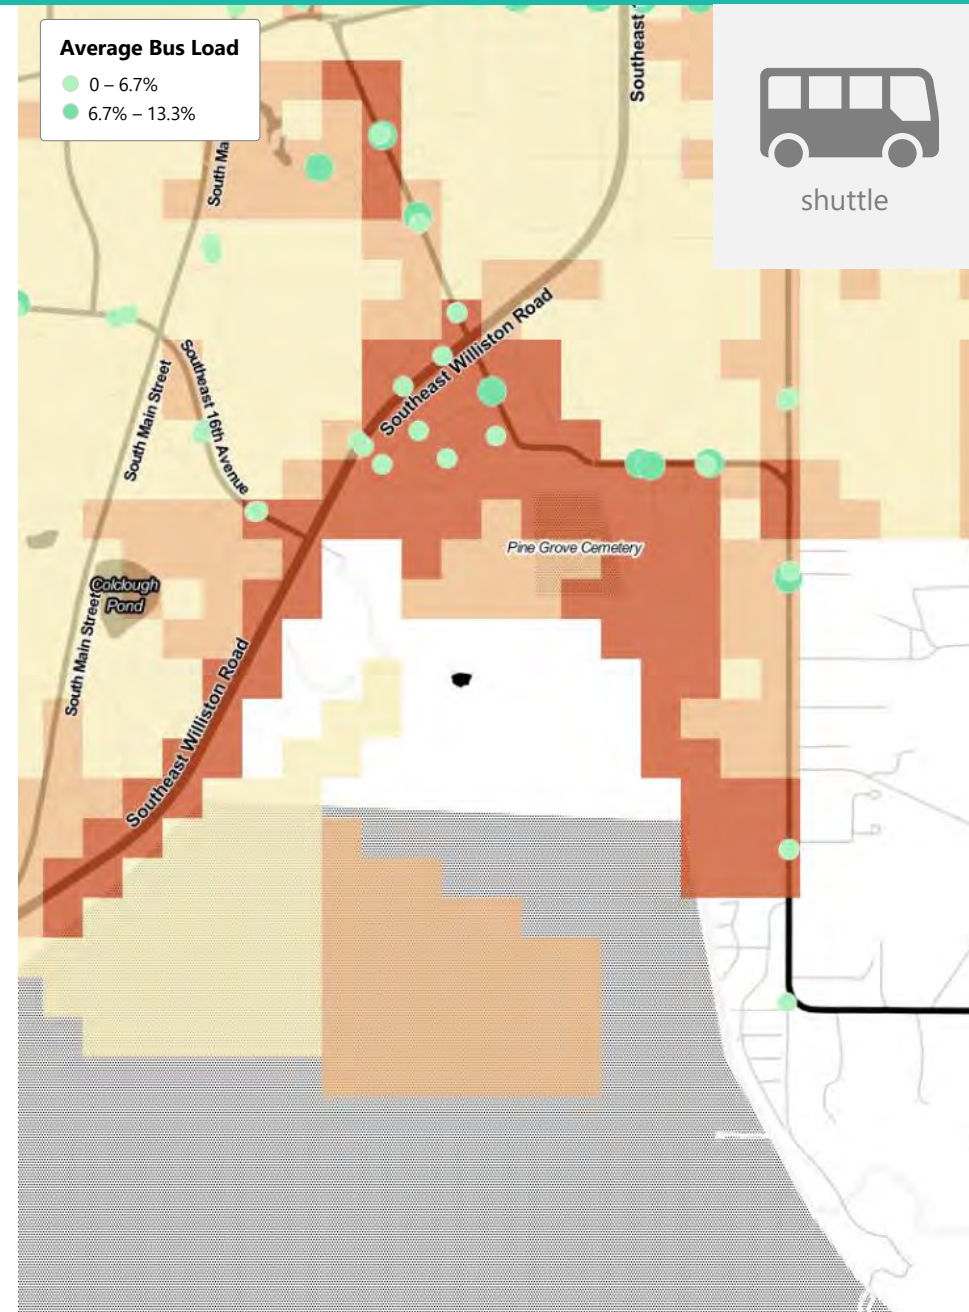 Average Bus Load
0 – 6.7%
6.7% – 13.3%
Southeast
shuttle
South Ma
Southeast Williston Road
Southeast 16th Avenue
South Main Street
Pine Grove Cemetery
Colclough
Pond
South Main Street
Southeast Williston Road